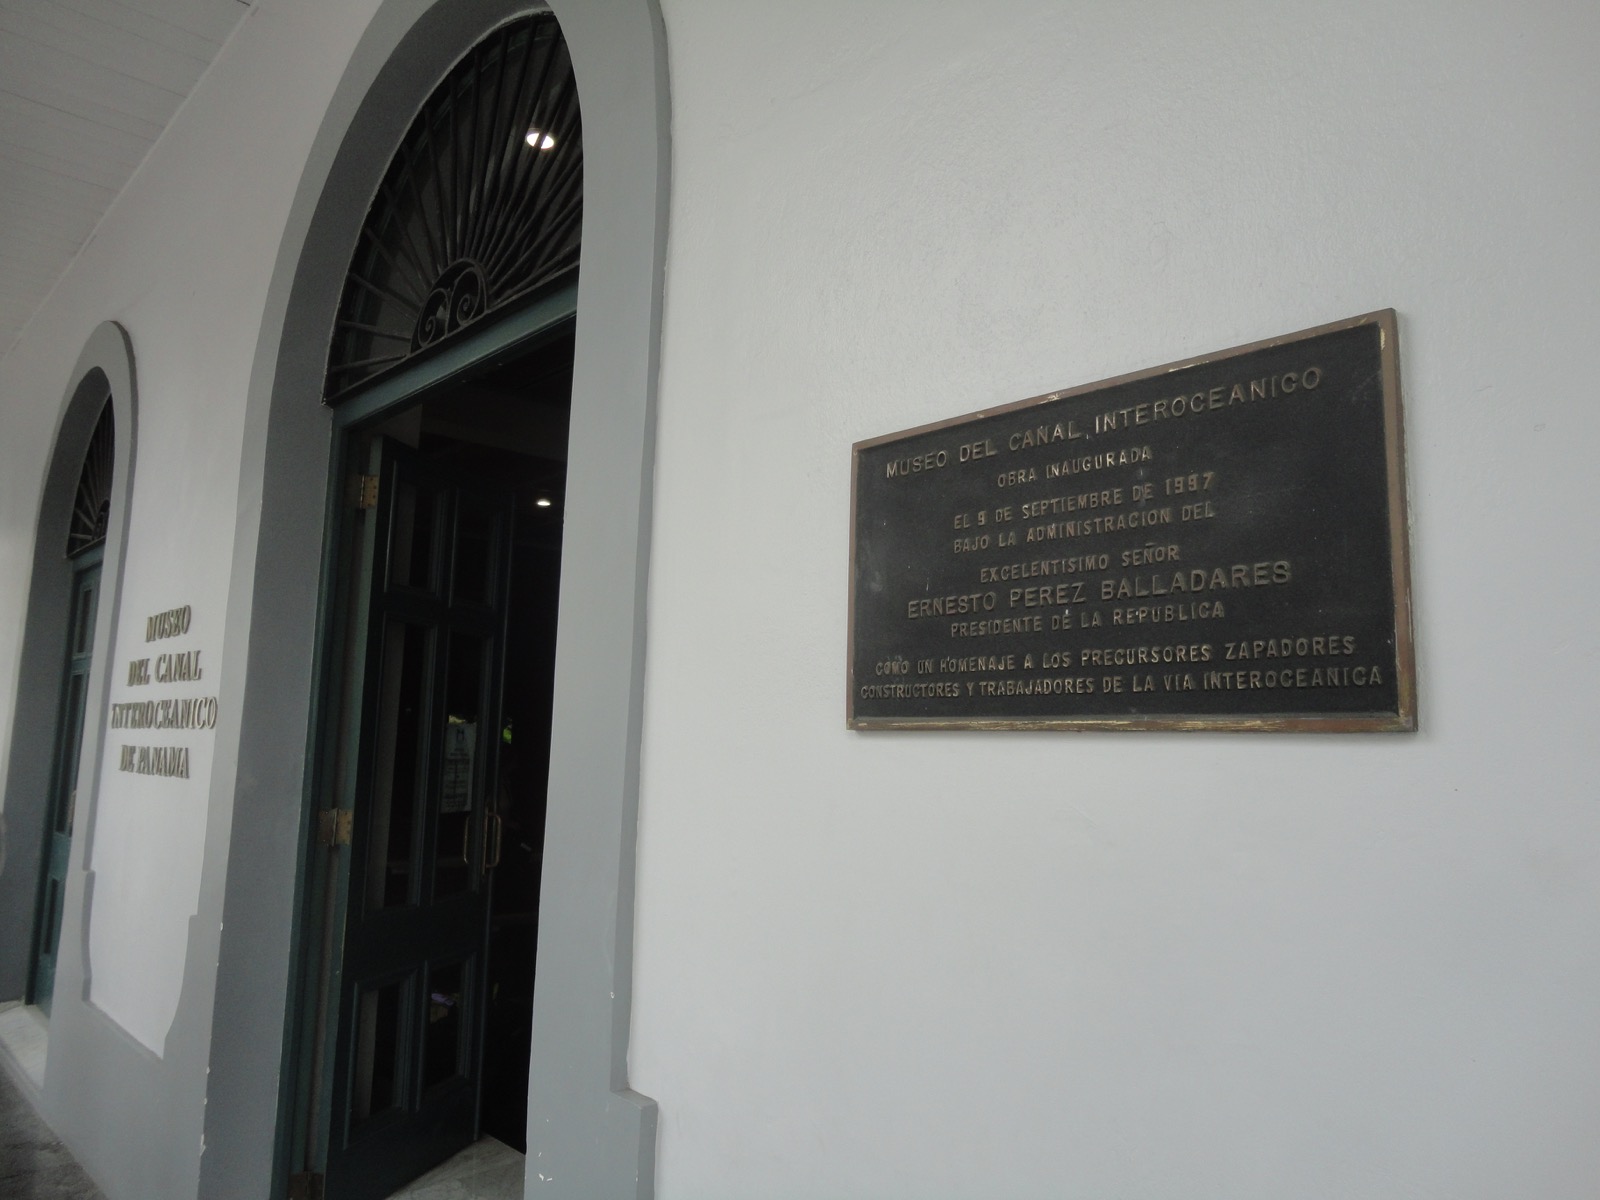 MUSEO
DEL CANAL
INTEROCEANICO
DE PANAMA
MUSEO DEL CANAL INTEROCEANICO
OBRA INAUGURADA
EL 9 DE SEPTIEMBRE DE 1997
BAJO LA ADMINISTRACION DEL
EXCELENTISIMO SEÑOR
ERNESTO PEREZ BALLADARES
PRESIDENTE DE LA REPUBLICA
COMO UN HOMENAJE A LOS PRECURSORES ZAPADORES
CONSTRUCTORES Y TRABAJADORES DE LA VIA INTEROCEANICA